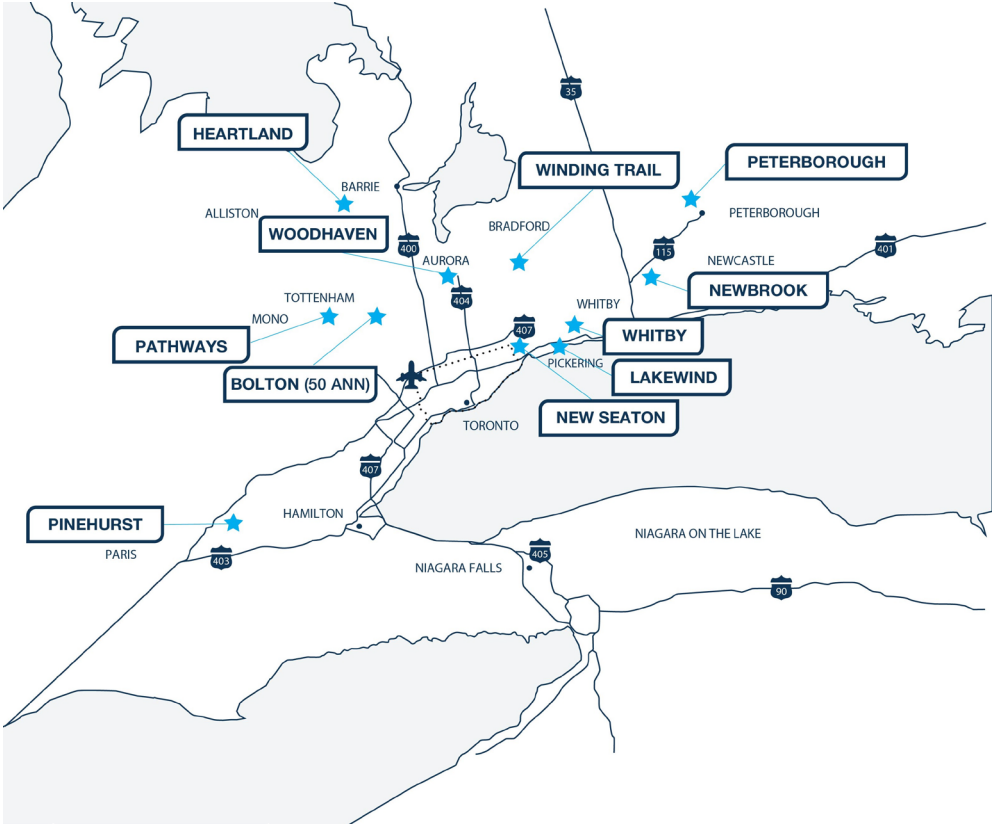 35
HEARTLAND
PETERBOROUGH
WINDING TRAIL
BARRIE
ALLISTON
PETERBOROUGH
WOODHAVEN
BRADFORD
400
115
401
AURORA
NEWCASTLE
NEWBROOK
404
TOTTENHAM
MONO
WHITBY
407
WHITBY
PATHWAYS
PICKERING
BOLTON (50 ANN)
LAKEWIND
NEW SEATON
TORONTO
407
HAMILTON
PINEHURST
NIAGARA ON THE LAKE
PARIS
403
405
NIAGARA FALLS
90